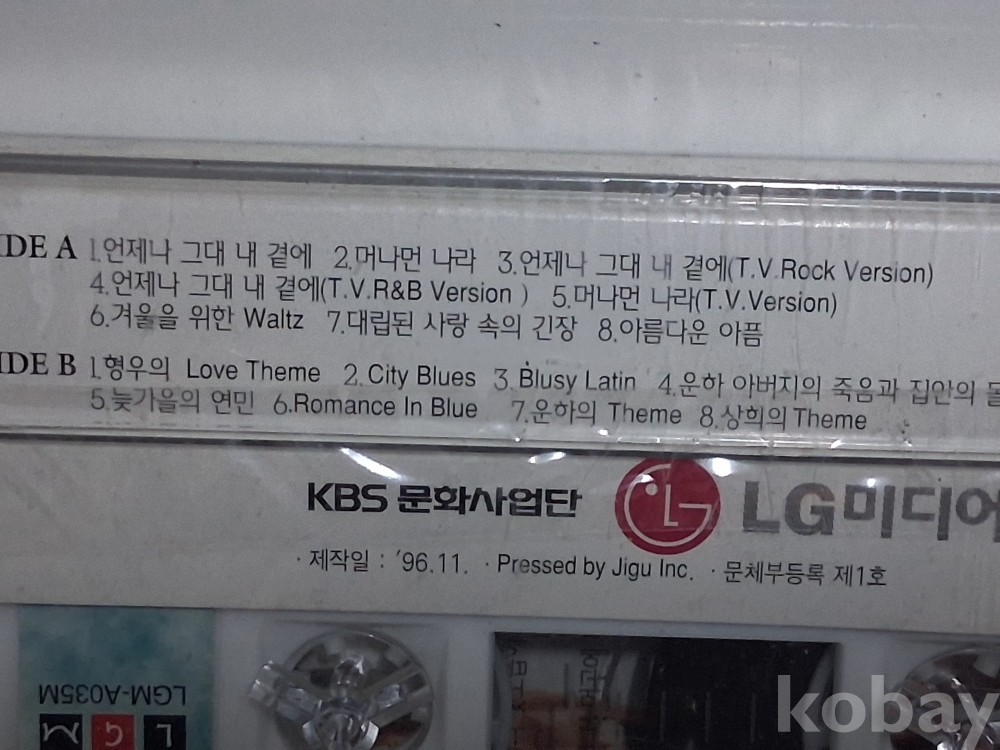 IDE A 1.언제나 그대 내 곁에 2.머나먼 나라 3.언제나 그대 내 곁에(T.V.Rock Version)
4.언제나 그대 내 곁에(T.V.R&B Version ) 5.머나먼 나라(T.V.Version)
6.겨울을 위한 Waltz 7.대립된 사랑 속의 긴장 8.아름다운 아픔
IDE B 1.형우의 Love Theme 2.City Blues 3.Blusy Latin 4.운하 아버지의 죽음과 집안의
5.늦가을의 연민 6.Romance In Blue 7.운하의 Theme 8.상희의 Theme
KBS 문화사업단 LG LG미디어
· 제작일 : '96.11. · Pressed by Jigu Inc. · 문체부등록 제1호
LGM-A035M
L G M
kobay